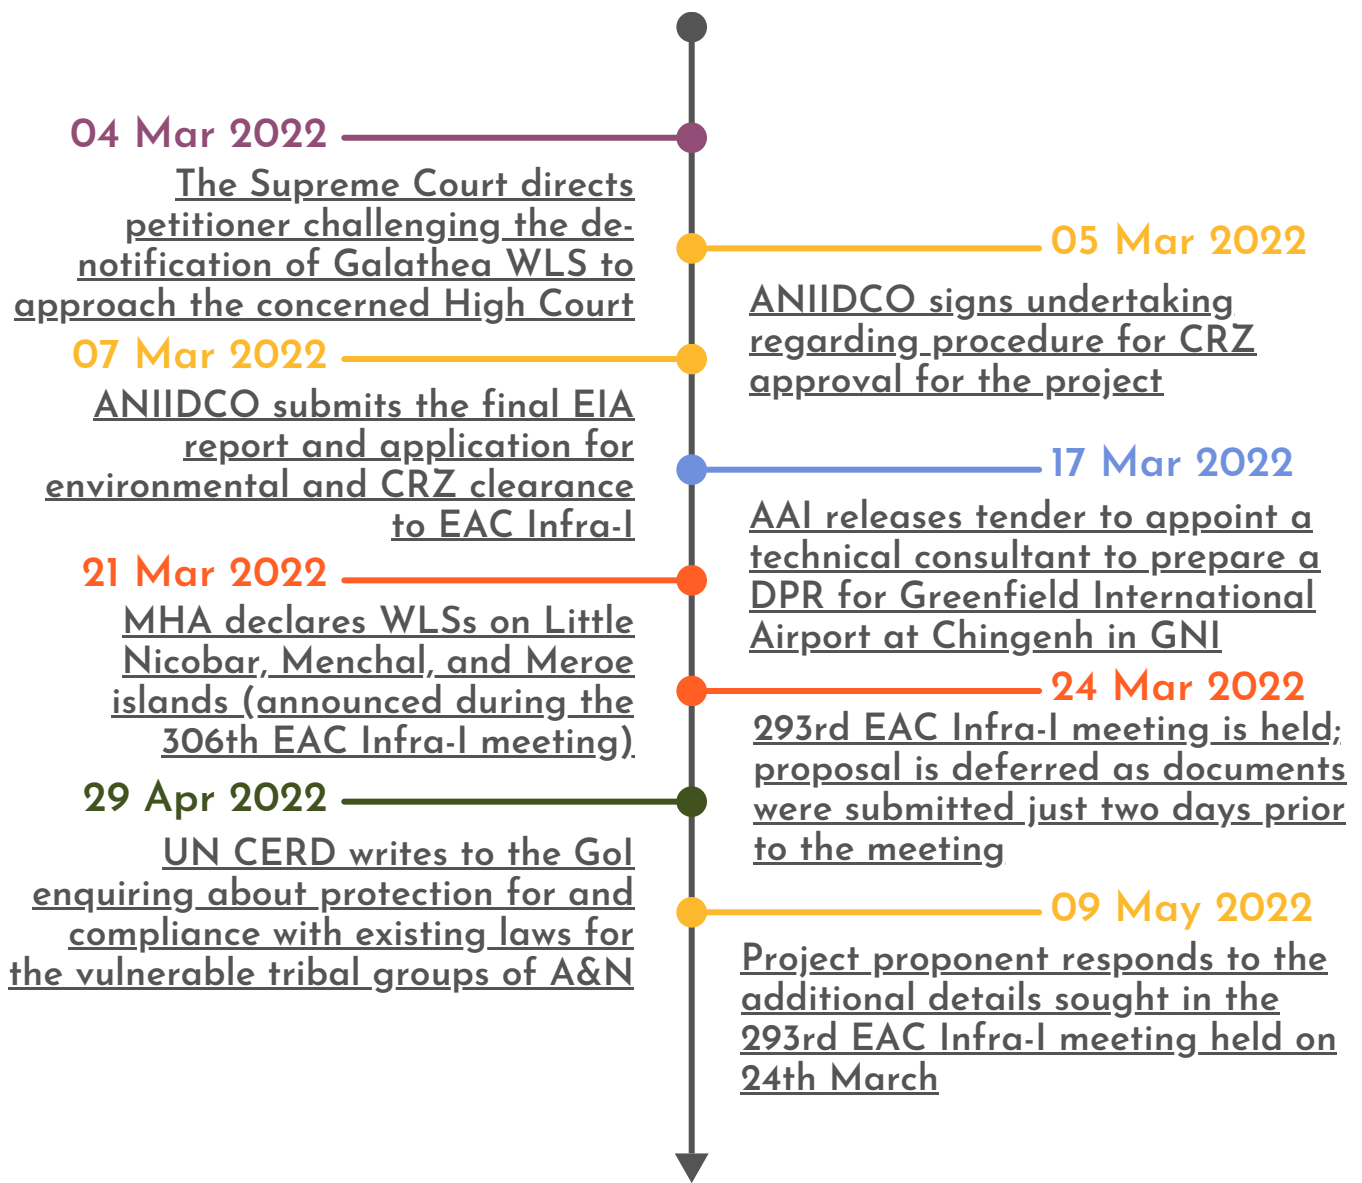 04 Mar 2022
The Supreme Court directs
petitioner challenging the de-
notification of Galathea WLS to
approach the concerned High Court
05 Mar 2022
ANIIDCO signs undertaking
regarding procedure for CRZ
approval for the project
07 Mar 2022
ANIIDCO submits the final EIA
report and application for
environmental and CRZ clearance
to EAC Infra-I
17 Mar 2022
AAI releases tender to appoint a
technical consultant to prepare a
DPR for Greenfield International
Airport at Chingenh in GNI
21 Mar 2022
MHA declares WLSs on Little
Nicobar, Menchal, and Meroe
islands (announced during the
306th EAC Infra-I meeting)
24 Mar 2022
293rd EAC Infra-I meeting is held;
proposal is deferred as documents
were submitted just two days prior
to the meeting
29 Apr 2022
UN CERD writes to the GoI
enquiring about protection for and
compliance with existing laws for
the vulnerable tribal groups of A&N
09 May 2022
Project proponent responds to the
additional details sought in the
293rd EAC Infra-I meeting held on
24th March